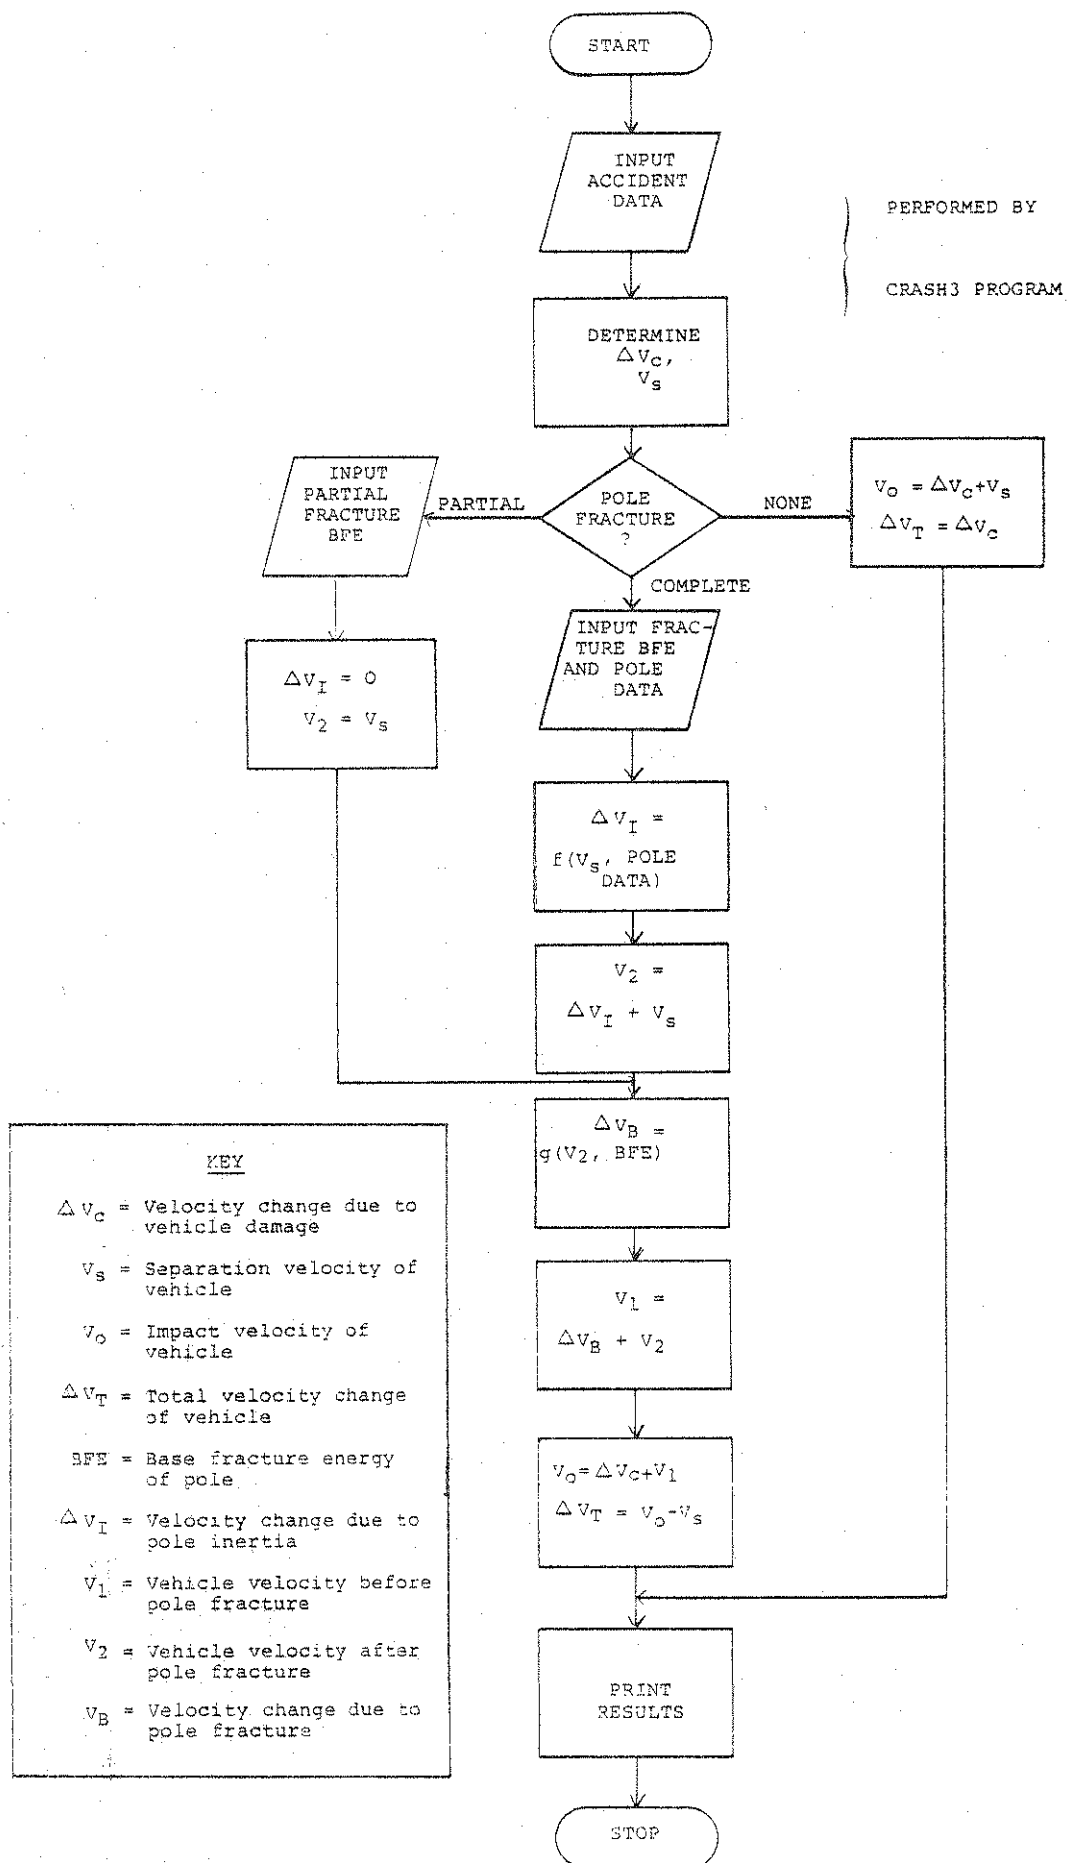 START
INPUT
ACCIDENT
DATA
PERFORMED BY
CRASH3 PROGRAM
DETERMINE
ΔVC,
Vs
INPUT
PARTIAL
FRACTURE
BFE
PARTIAL
POLE
FRACTURE
?
NONE
VO = ΔVC+Vs
ΔVT = ΔVC
COMPLETE
INPUT FRAC-
TURE BFE
AND POLE
DATA
ΔVI = 0
V2 = Vs
ΔVI =
f(Vs, POLE
DATA)
V2 =
ΔVI + Vs
ΔVB =
g(V2, BFE)
V1 =
ΔVB + V2
VO=ΔVC+V1
ΔVT = VO-Vs
PRINT
RESULTS
STOP
KEY
ΔVC = Velocity change due to
vehicle damage
Vs = Separation velocity of
vehicle
VO = Impact velocity of
vehicle
ΔVT = Total velocity change
of vehicle
BFE = Base fracture energy
of pole
ΔVI = Velocity change due to
pole inertia
V1 = Vehicle velocity before
pole fracture
V2 = Vehicle velocity after
pole fracture
VB = Velocity change due to
pole fracture